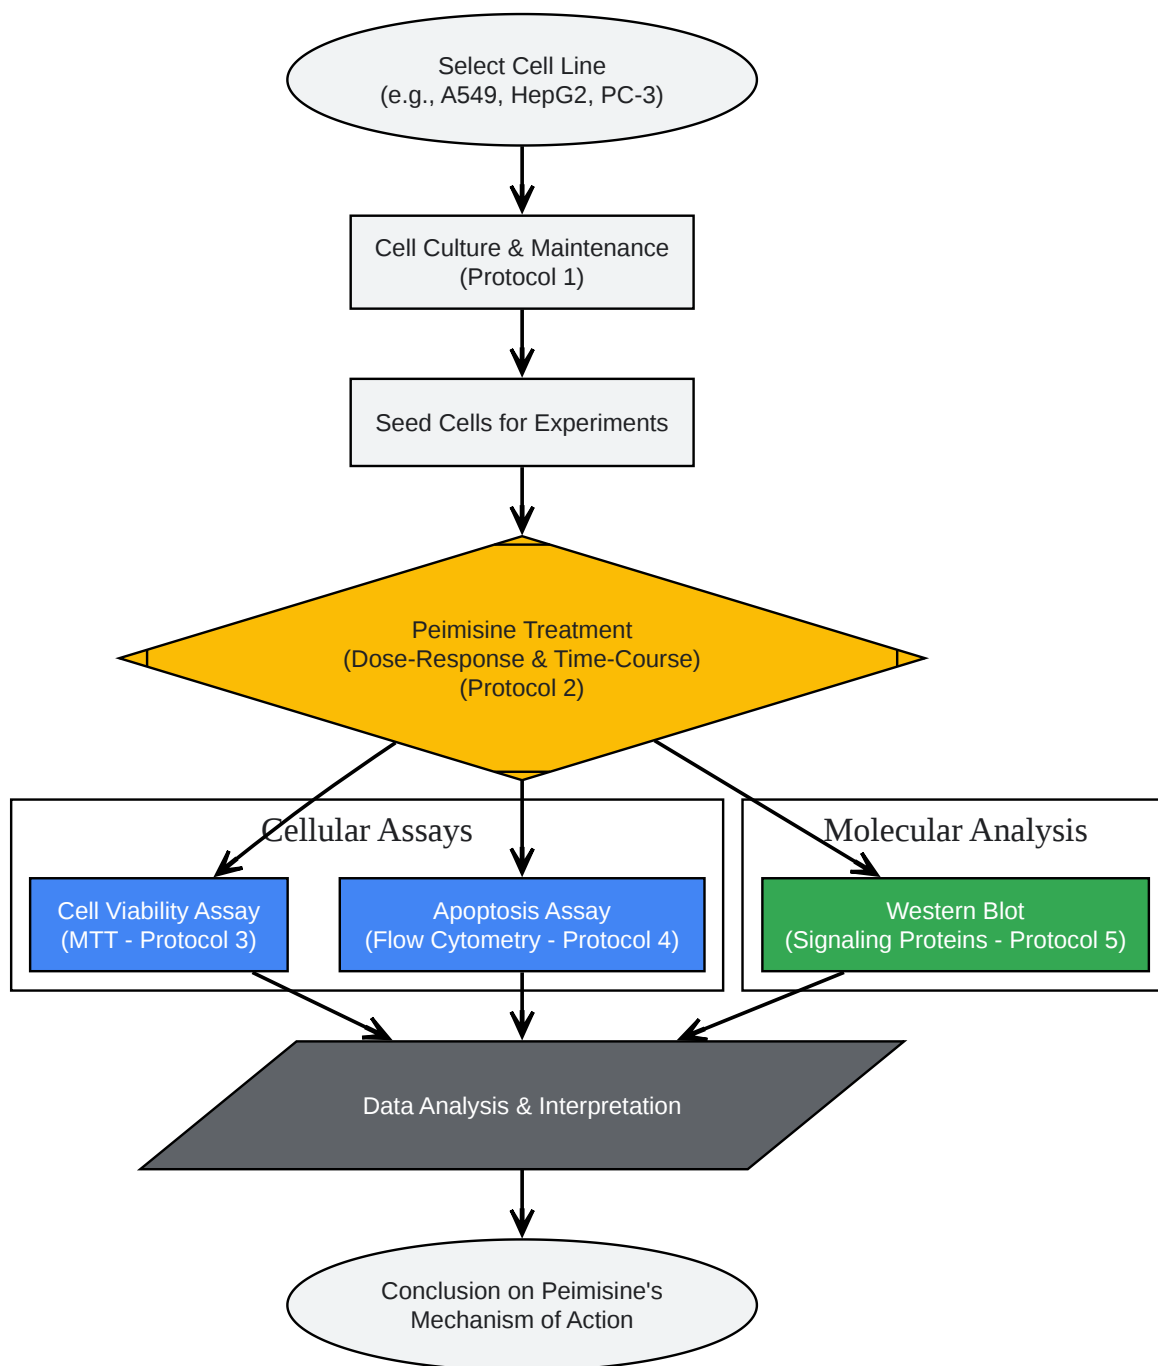 Select Cell Line
(e.g., A549, HepG2, PC-3)
Cell Culture & Maintenance
(Protocol 1)
Seed Cells for Experiments
Peimisine Treatment
(Dose-Response & Time-Course)
(Protocol 2)
Cellular Assays
Molecular Analysis
Cell Viability Assay
(MTT - Protocol 3)
Apoptosis Assay
(Flow Cytometry - Protocol 4)
Western Blot
(Signaling Proteins - Protocol 5)
Data Analysis & Interpretation
Conclusion on Peimisine's
Mechanism of Action